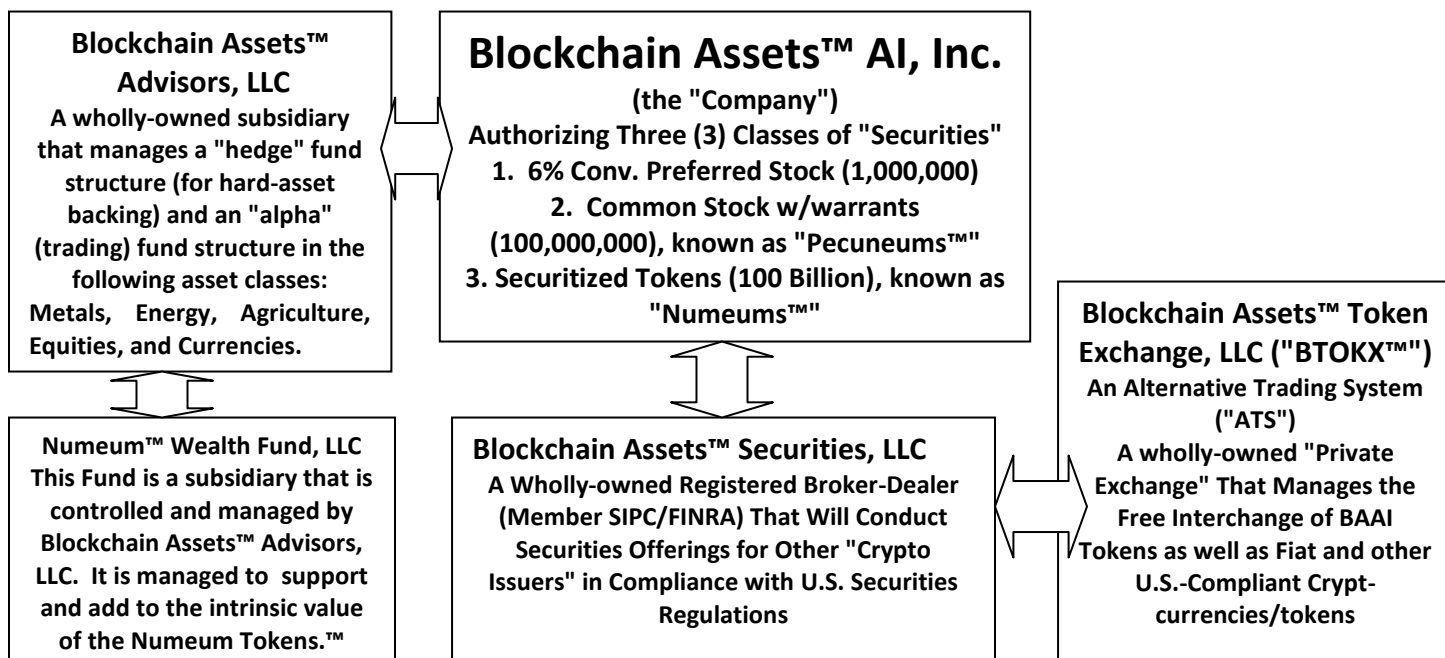 Blockchain Assets™
Advisors, LLC
A wholly-owned subsidiary
that manages a "hedge" fund
structure (for hard-asset
backing) and an "alpha"
(trading) fund structure in the
following asset classes:
Metals, Energy, Agriculture,
Equities, and Currencies.
Blockchain Assets™ AI, Inc.
(the "Company")
Authorizing Three (3) Classes of "Securities"
1. 6% Conv. Preferred Stock (1,000,000)
2. Common Stock w/warrants
(100,000,000), known as "Pecuneums™"
3. Securitized Tokens (100 Billion), known as
"Numeums™"
Numeum™ Wealth Fund, LLC
This Fund is a subsidiary that is
controlled and managed by
Blockchain Assets™ Advisors,
LLC. It is managed to support
and add to the intrinsic value
of the Numeum Tokens.™
Blockchain Assets™ Securities, LLC
A Wholly-owned Registered Broker-Dealer
(Member SIPC/FINRA) That Will Conduct
Securities Offerings for Other "Crypto
Issuers" in Compliance with U.S. Securities
Regulations
Blockchain Assets™ Token
Exchange, LLC ("BTOKX™")
An Alternative Trading System
("ATS")
A wholly-owned "Private
Exchange" That Manages the
Free Interchange of BAAI
Tokens as well as Fiat and other
U.S.-Compliant Crypt-
currencies/tokens